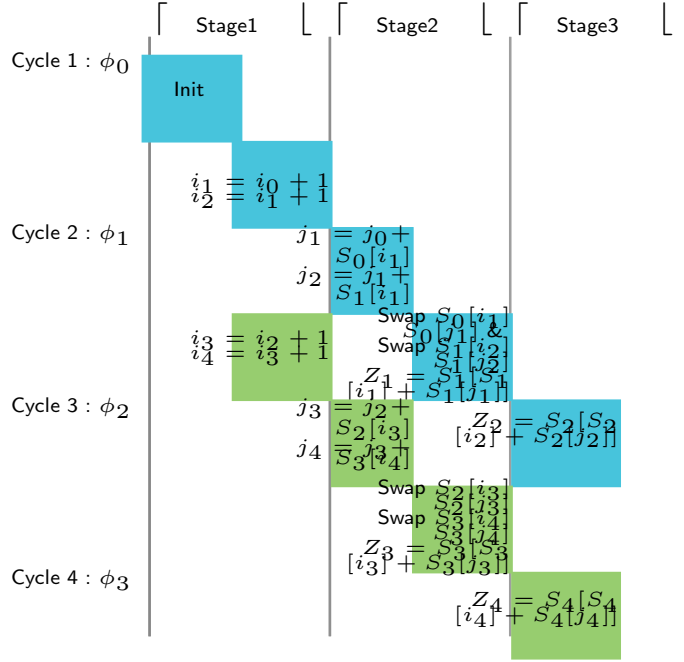 ⌈ Stage1 ⌋ ⌈ Stage2 ⌋ ⌈ Stage3 ⌋
Cycle 1 : ϕ₀
Init
i₁ = i₀ + 1
i₂ = i₁ + 1
Cycle 2 : ϕ₁
j₁ = j₀ +
S₀[i₁]
j₂ = j₁ +
S₁[i₁]
Swap S₀[i₁]
S₀[j₁] &
Swap S₁[i₂]
S₁[j₂]
Z₁ = S₁[S₁
[i₁] + S₁[j₁]]
i₃ = i₂ + 1
i₄ = i₃ + 1
Cycle 3 : ϕ₂
j₃ = j₂ +
S₂[i₃]
j₄ = j₃ +
S₃[i₄]
Z₂ = S₂[S₂
[i₂] + S₂[j₂]]
Swap S₂[i₃]
S₂[j₃]
Swap S₃[i₄]
S₃[j₄]
Z₃ = S₃[S₃
[i₃] + S₃[j₃]]
Cycle 4 : ϕ₃
Z₄ = S₄[S₄
[i₄] + S₄[j₄]]